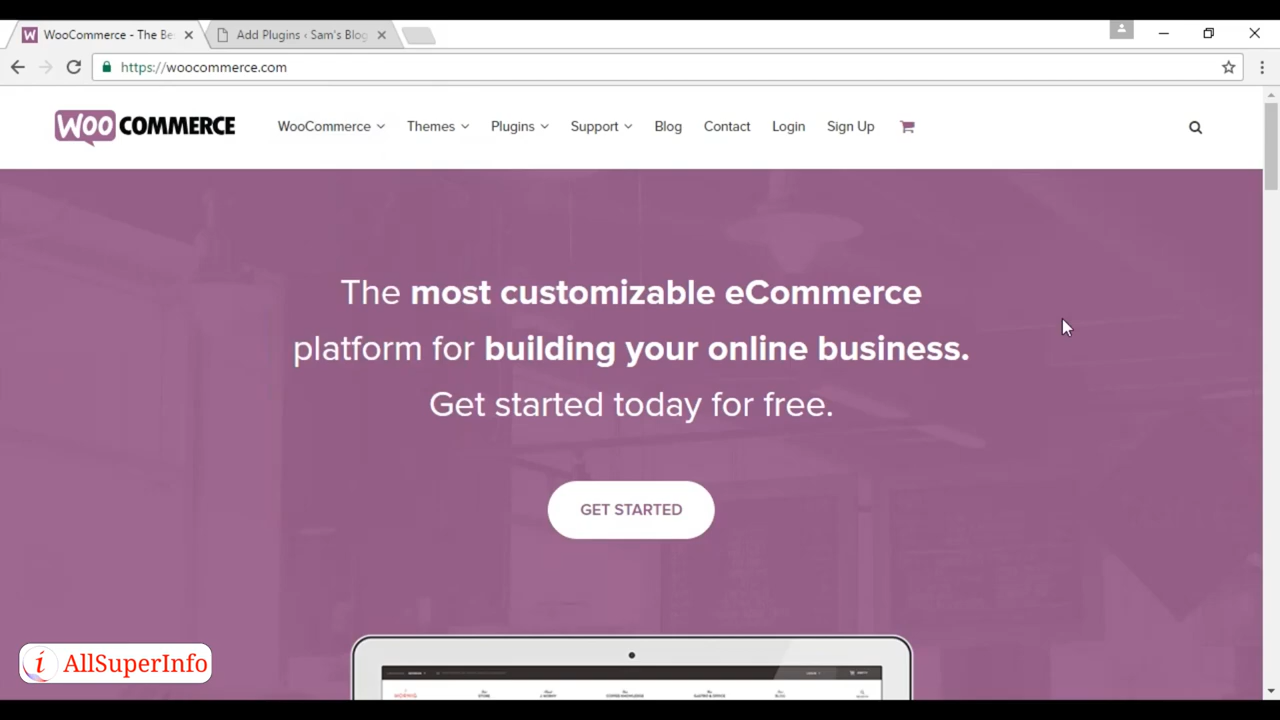 WooCommerce - The Be
Add Plugins ‹ Sam's Blog
https://woocommerce.com
WOO COMMERCE
WooCommerce
Themes
Plugins
Support
Blog
Contact
Login
Sign Up
The most customizable eCommerce
platform for building your online business.
Get started today for free.
GET STARTED
i AllSuperInfo